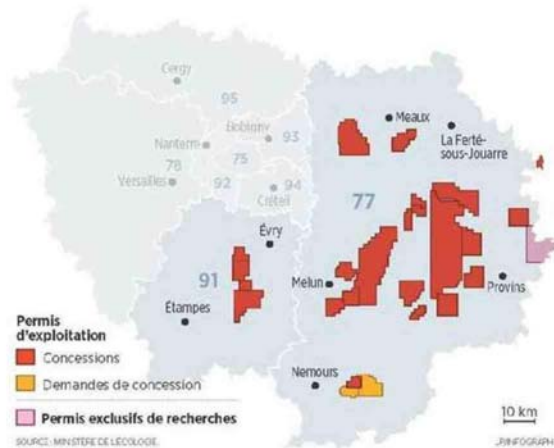 Cergy
95
Meaux
Bobigny
93
La Ferté-
sous-Jouarre
Nanterre
75
78
Versailles
92
94
Créteil
77
Évry
91
Melun
Provins
Étampes
Permis
d'exploitation
Concessions
Nemours
Demandes de concession
Permis exclusifs de recherches
10 km
SOURCE : MINISTÈRE DE L'ÉCOLOGIE.
LP/INFOGRAPH